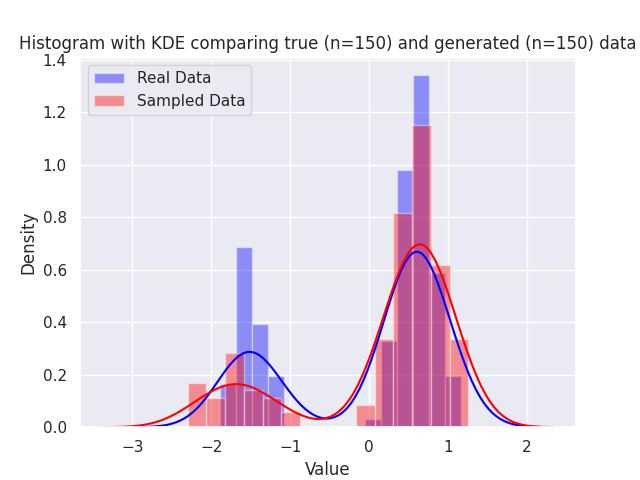 Histogram with KDE comparing true (n=150) and generated (n=150) data
Real Data
Sampled Data
1.4
1.2
1.0
0.8
0.6
0.4
0.2
0.0
Density
−3
−2
−1
0
1
2
Value